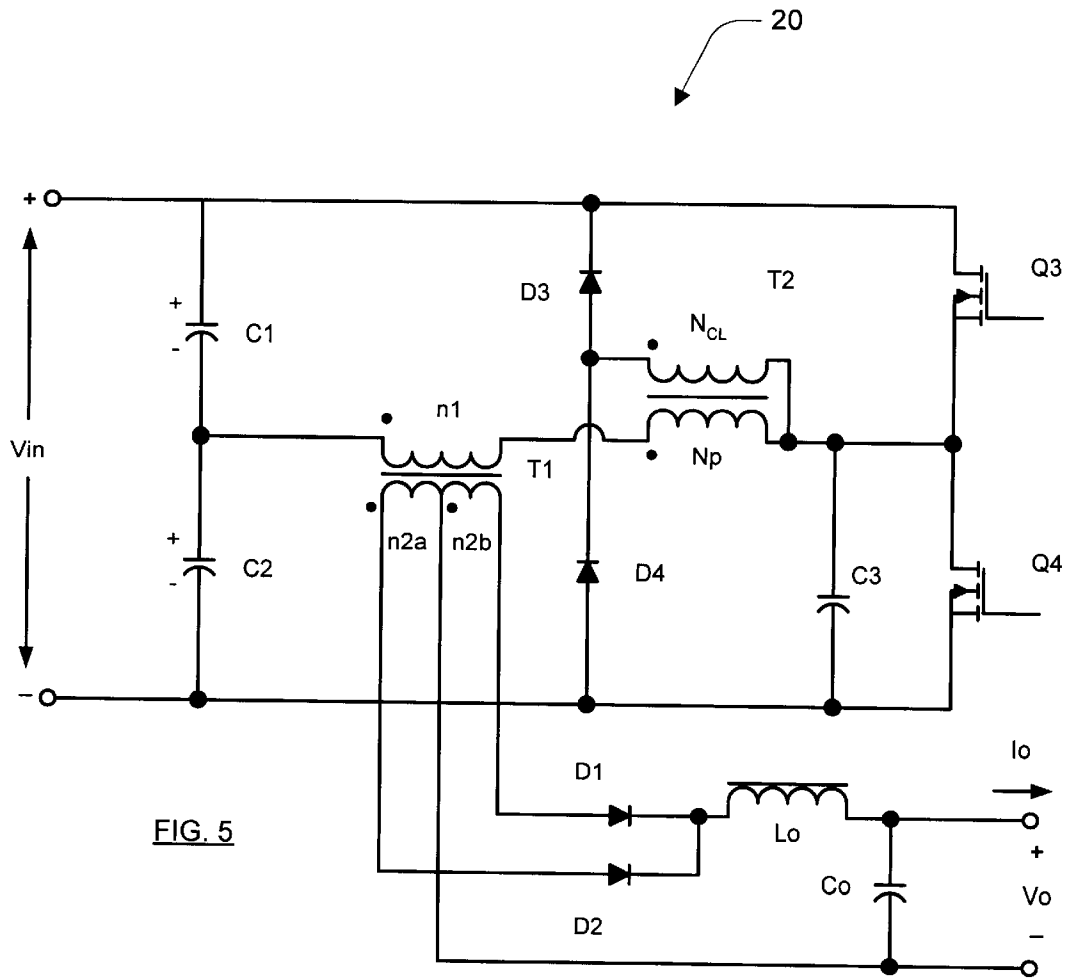 20
+
Q3
D3
T2
N_CL
+
C1
-
n1
Vin
T1
Np
+
C2
-
n2a
n2b
D4
C3
Q4
–
Io
D1
FIG. 5
Lo
+
Co
Vo
D2
–